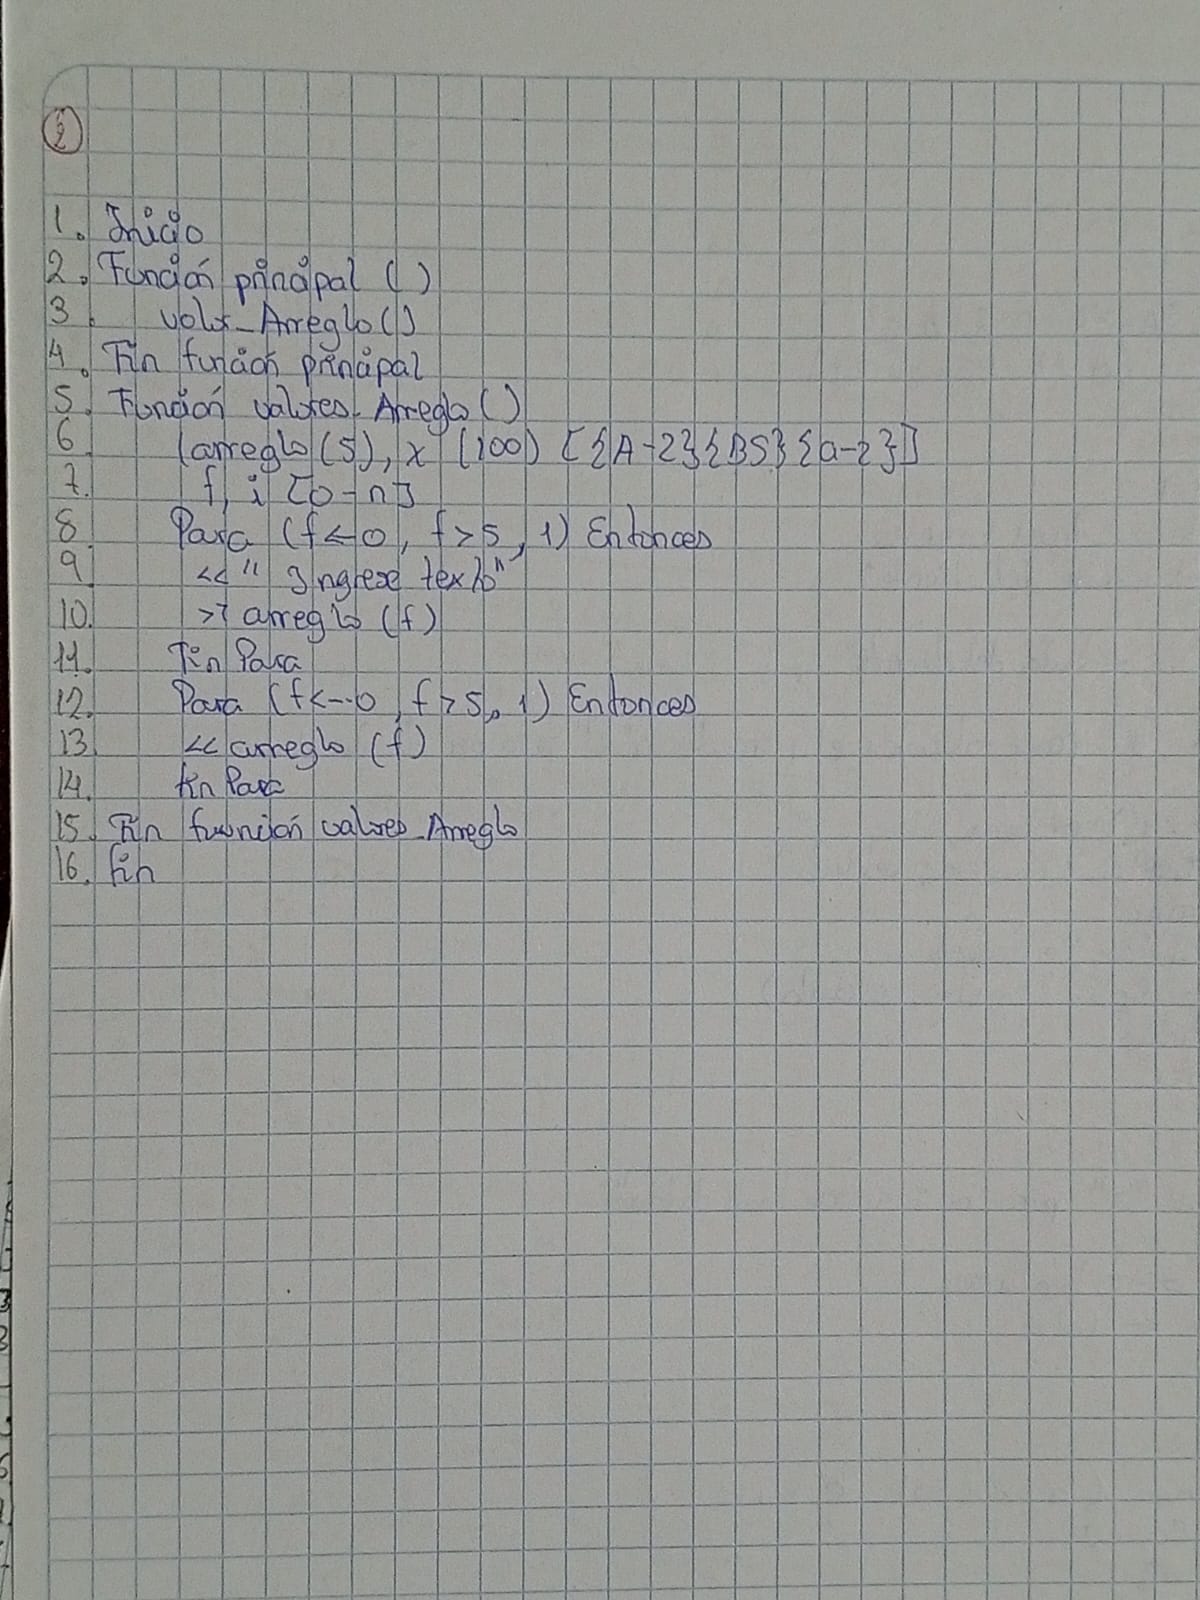 1. Inicio
2. Función principal ( )
3. valor_Arreglo ( )
4. Fin función principal
5. Función valores_Arreglo ( )
6 (arreglo (5), x (100) [{A-Z}{BS}{a-z}]
7. f, i [0-n]
8 Para (f<-0, f>5, 1) Entonces
9 << "Ingrese texto"
10. >> arreglo (f)
11. Fin Para
12. Para (f<--0, f>5, 1) Entonces
13. << arreglo (f)
14. Fin Para
15. Fin función valores_Arreglo
16. Fin